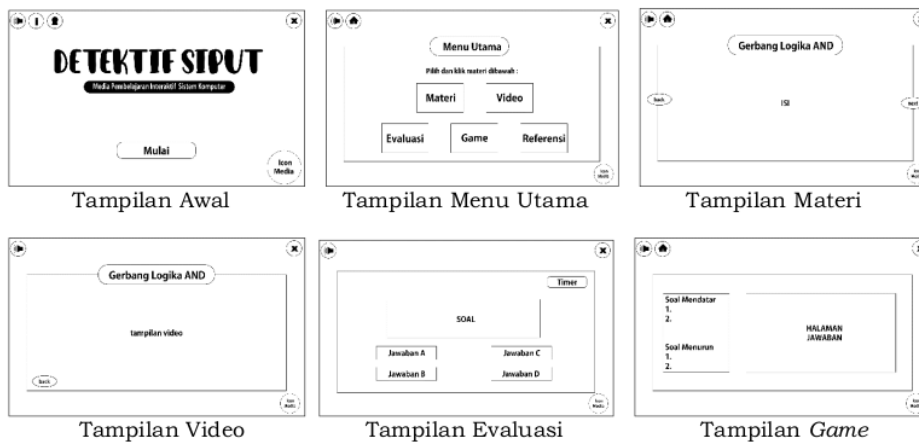 DETEKTIF SIPUT
Media Pembelajaran Interaktif Sistem Komputer
Mulai
Icon
Media
Tampilan Awal
Menu Utama
Pilih dan klik materi dibawah :
Materi
Video
Evaluasi
Game
Referensi
Icon
Media
Tampilan Menu Utama
Gerbang Logika AND
back
ISI
next
Tampilan Materi
Gerbang Logika AND
tampilan video
back
Icon
Media
Tampilan Video
Timer
SOAL
Jawaban A
Jawaban C
Jawaban B
Jawaban D
Icon
Media
Tampilan Evaluasi
Soal Mendatar
1.
2.
Soal Menurun
1.
2.
HALAMAN
JAWABAN
Tampilan Game